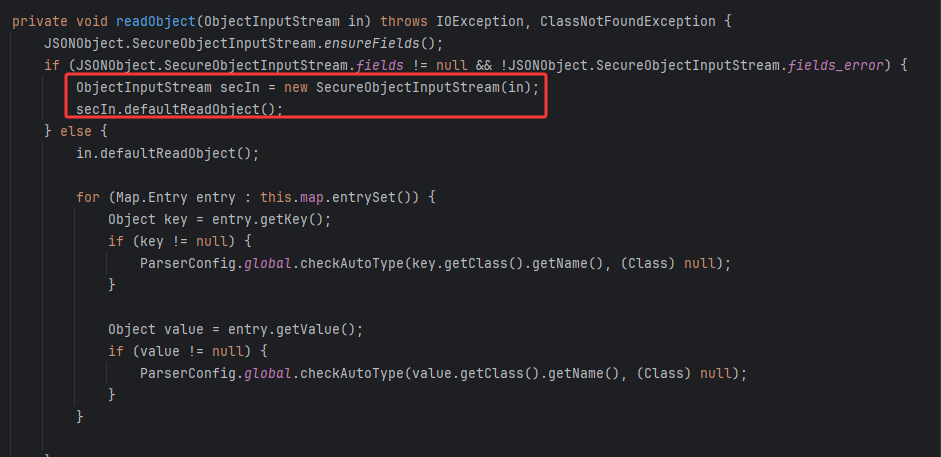 private void readObject(ObjectInputStream in) throws IOException, ClassNotFoundException {
JSONObject.SecureObjectInputStream.ensureFields();
if (JSONObject.SecureObjectInputStream.fields != null && !JSONObject.SecureObjectInputStream.fields_error) {
ObjectInputStream secIn = new SecureObjectInputStream(in);
secIn.defaultReadObject();
} else {
in.defaultReadObject();
for (Map.Entry entry : this.map.entrySet()) {
Object key = entry.getKey();
if (key != null) {
ParserConfig.global.checkAutoType(key.getClass().getName(), (Class) null);
}
Object value = entry.getValue();
if (value != null) {
ParserConfig.global.checkAutoType(value.getClass().getName(), (Class) null);
}
}